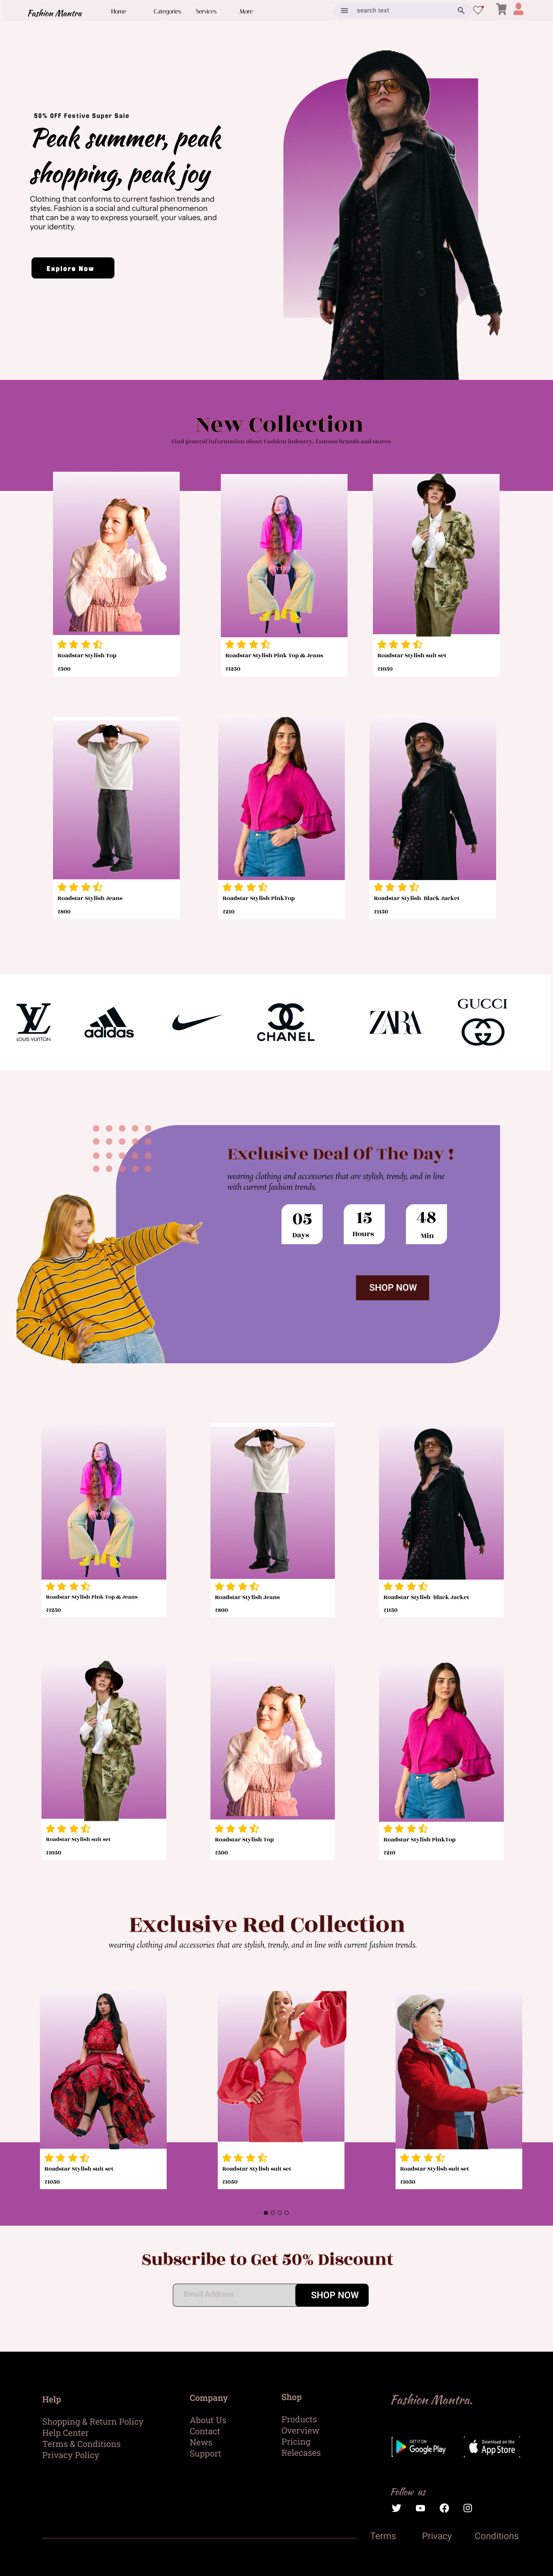 Fashion Mantra
Home
Categories
Services
More
search text
50% OFF Festive Super Sale
Peak summer, peak
shopping, peak joy
Clothing that conforms to current fashion trends and
styles. Fashion is a social and cultural phenomenon
that can be a way to express yourself, your values, and
your identity.
Explore Now
New Collection
Find general information about Fashion industry, famous brands and stores
Roadstar Stylish Top
₹500
Roadstar Stylish Pink Top & Jeans
₹1250
Roadstar Stylish suit set
₹1050
Roadstar Stylish Jeans
₹800
Roadstar Stylish PinkTop
₹210
Roadstar Stylish Black Jacket
₹1150
LOUIS VUITTON
adidas
CHANEL
ZARA
GUCCI
Exclusive Deal Of The Day !
wearing clothing and accessories that are stylish, trendy, and in line
with current fashion trends.
05
Days
15
Hours
48
Min
SHOP NOW
Roadstar Stylish Pink Top & Jeans
₹1250
Roadstar Stylish Jeans
₹800
Roadstar Stylish Black Jacket
₹1150
Roadstar Stylish suit set
₹1050
Roadstar Stylish Top
₹500
Roadstar Stylish PinkTop
₹210
Exclusive Red Collection
wearing clothing and accessories that are stylish, trendy, and in line with current fashion trends.
Roadstar Stylish suit set
₹1050
Roadstar Stylish suit set
₹1050
Roadstar Stylish suit set
₹1050
Subscribe to Get 50% Discount
Email Address
SHOP NOW
Help
Shopping & Return Policy
Help Center
Terms & Conditions
Privacy Policy
Company
About Us
Contact
News
Support
Shop
Products
Overview
Pricing
Relecases
Fashion Mantra.
GET IT ON
Google Play
Download on the
App Store
Follow us
Terms
Privacy
Conditions